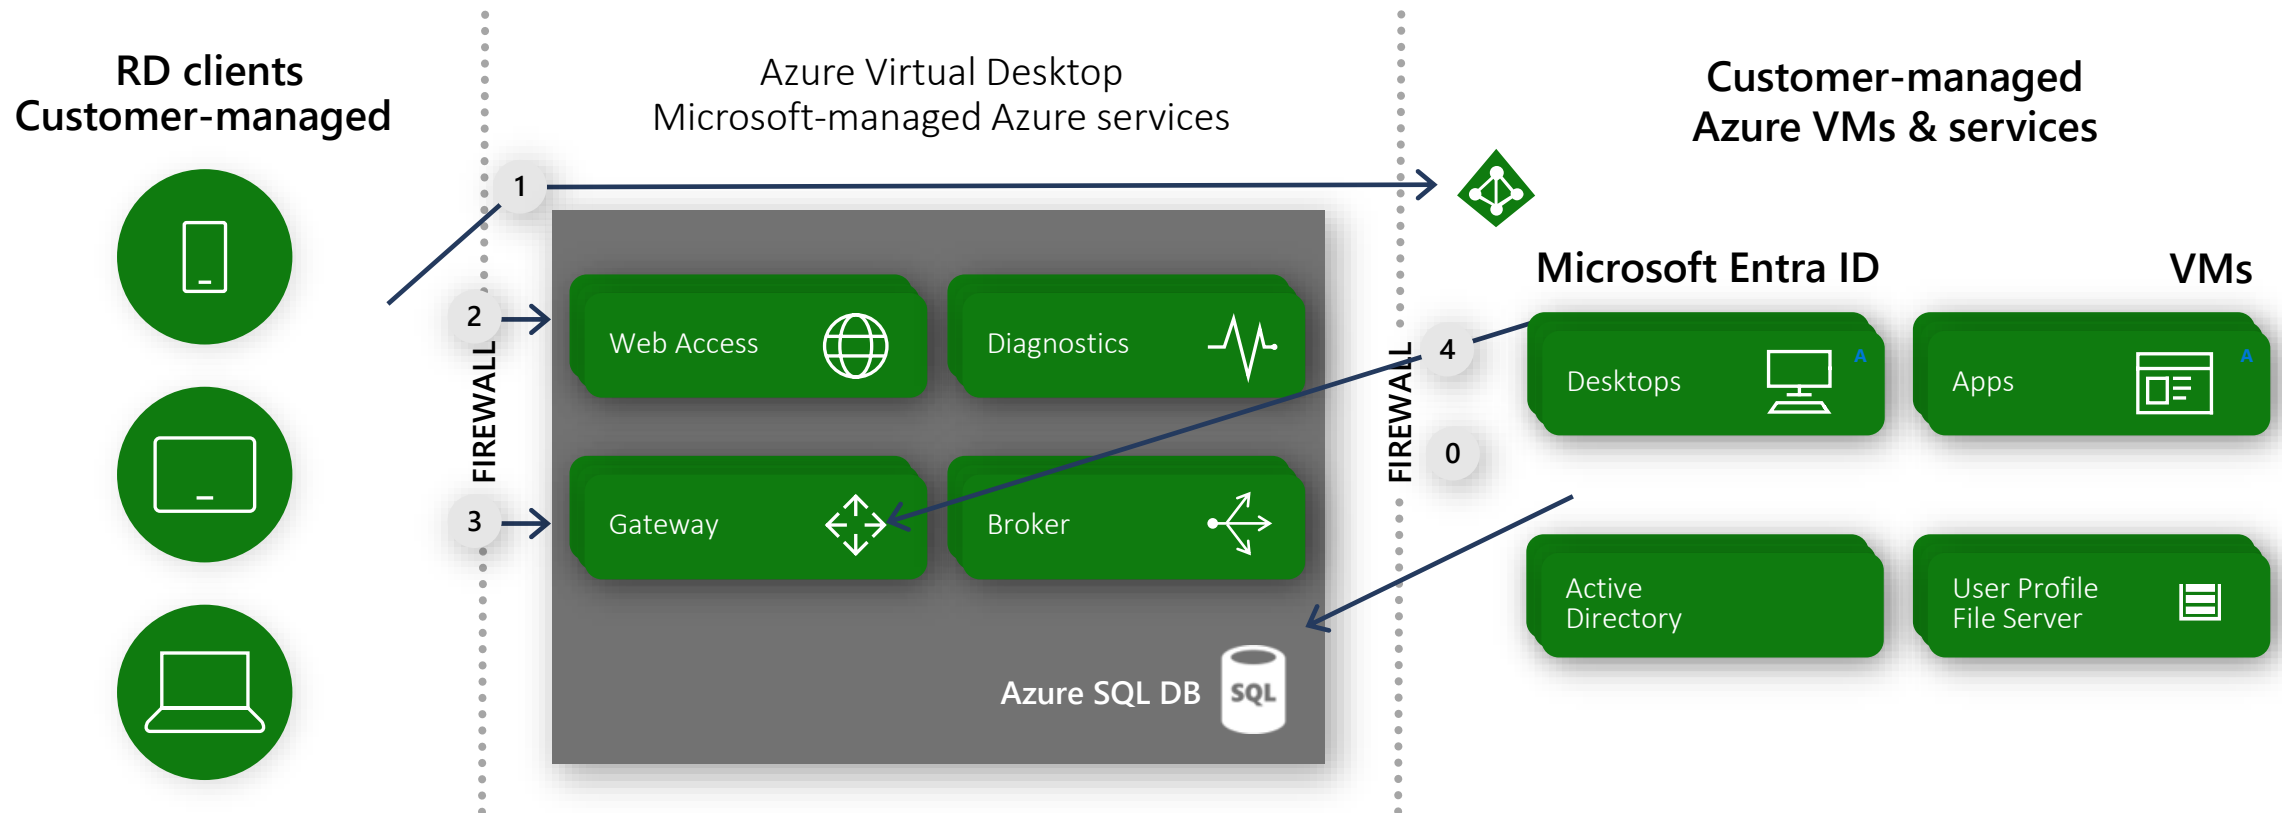 RD clients
Customer-managed
Azure Virtual Desktop
Microsoft-managed Azure services
Customer-managed
Azure VMs & services
1
Microsoft Entra ID
VMs
2
FIREWALL
Web Access
Diagnostics
FIREWALL
4
Desktops
A
Apps
A
0
3
Gateway
Broker
Active
Directory
User Profile
File Server
Azure SQL DB
SQL